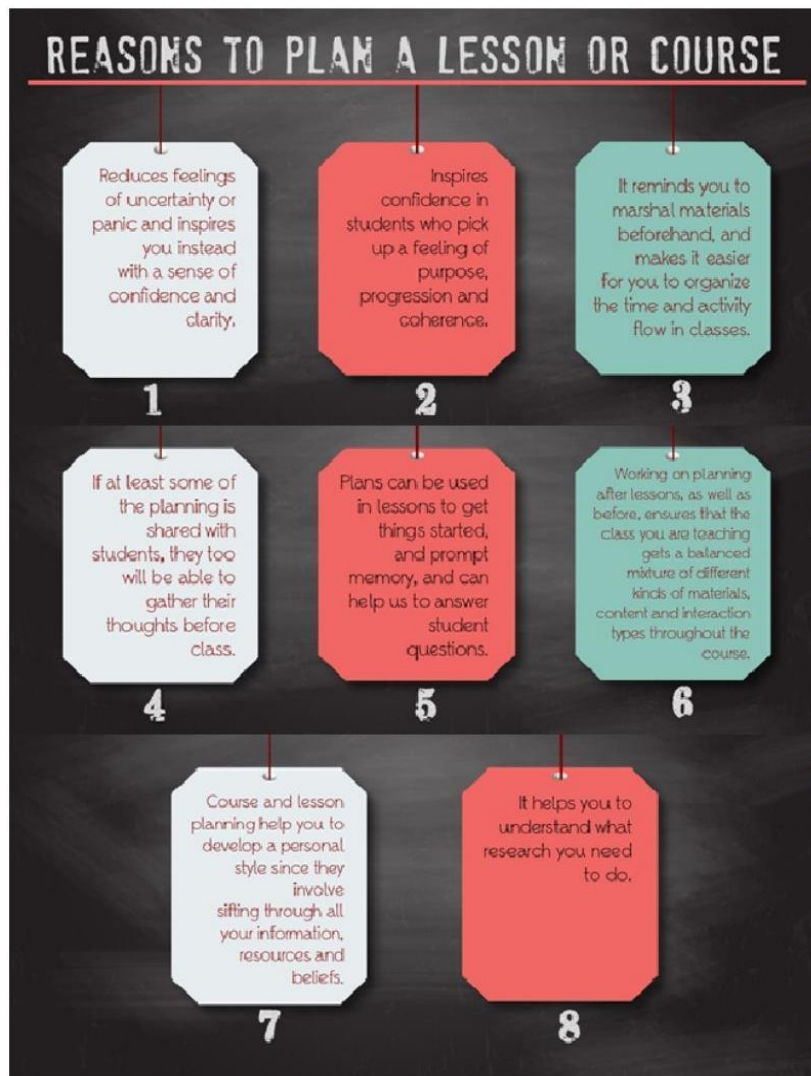 REASONS TO PLAN A LESSON OR COURSE
Reduces feelings
of uncertainty or
panic and inspires
you instead
with a sense of
confidence and
clarity.
1
Inspires
confidence in
students who pick
up a feeling of
purpose,
progression and
coherence.
2
It reminds you to
marshal materials
beforehand, and
makes it easier
for you to organize
the time and activity
flow in classes.
3
If at least some of
the planning is
shared with
students, they too
will be able to
gather their
thoughts before
class.
4
Plans can be used
in lessons to get
things started,
and prompt
memory, and can
help us to answer
student
questions.
5
Working on planning
after lessons, as well as
before, ensures that the
class you are teaching
gets a balanced
mixture of different
kinds of materials,
content and interaction
types throughout the
course.
6
Course and lesson
planning help you to
develop a personal
style since they
involve
sifting through all
your information,
resources and
beliefs.
7
It helps you to
understand what
research you need
to do.
8